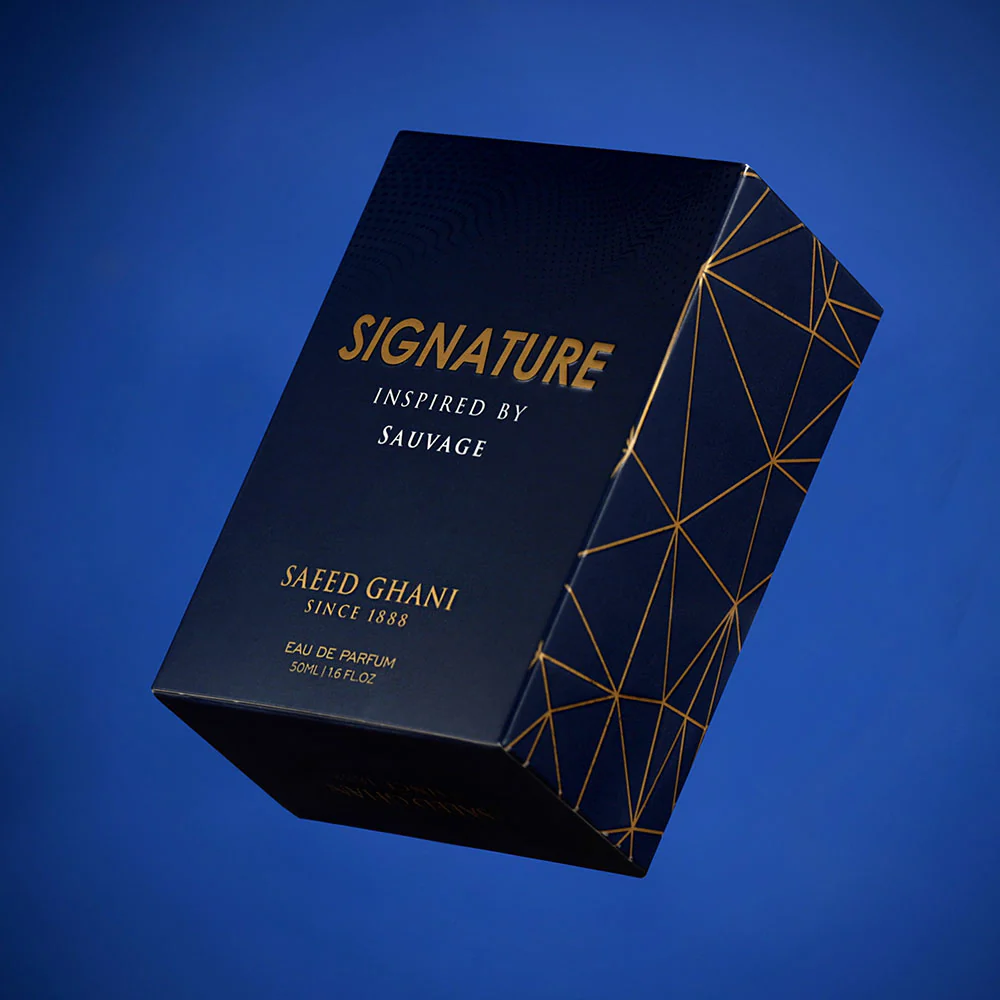 SIGNATURE
INSPIRED BY
SAUVAGE
SAEED GHANI
SINCE 1888
EAU DE PARFUM
50ML | 1.6 FL.OZ